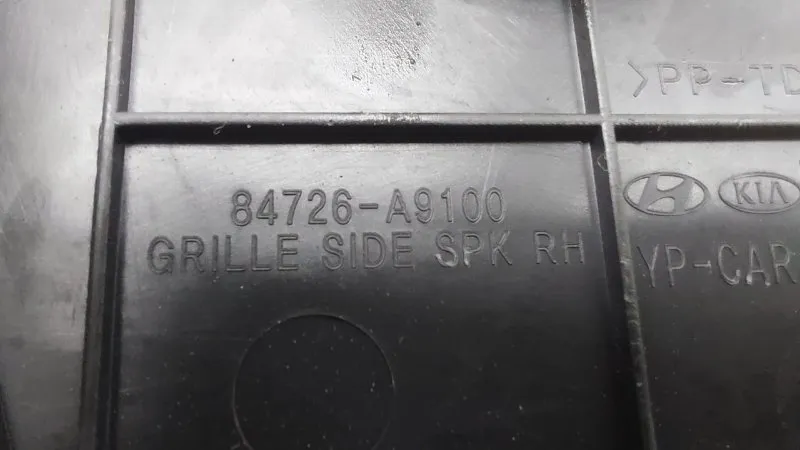 >PP-TD
84726-A9100
GRILLE SIDE SPK RH
H KIA
YP-CAR